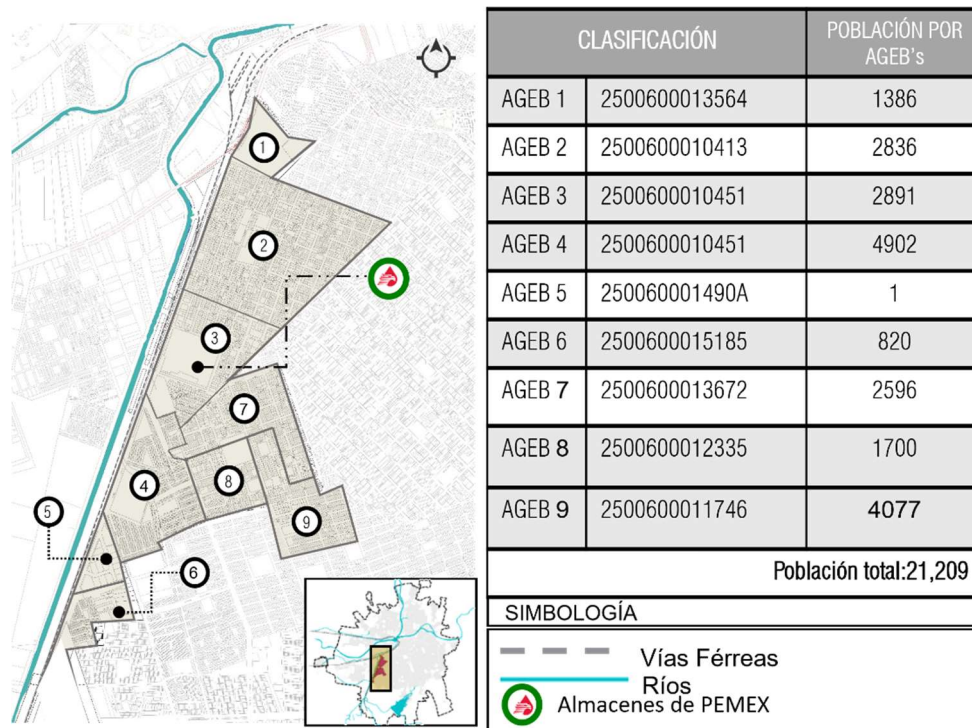 CLASIFICACIÓN
POBLACIÓN POR
AGEB's
AGEB 1 2500600013564 1386
AGEB 2 2500600010413 2836
AGEB 3 2500600010451 2891
AGEB 4 2500600010451 4902
AGEB 5 250060001490A 1
AGEB 6 250060015185 820
AGEB 7 2500600013672 2596
AGEB 8 2500600012335 1700
AGEB 9 2500600011746 4077
Población total:21,209
SIMBOLOGÍA
Vías Férreas
Ríos
Almacenes de PEMEX
1
2
3
7
4
8
5
9
6